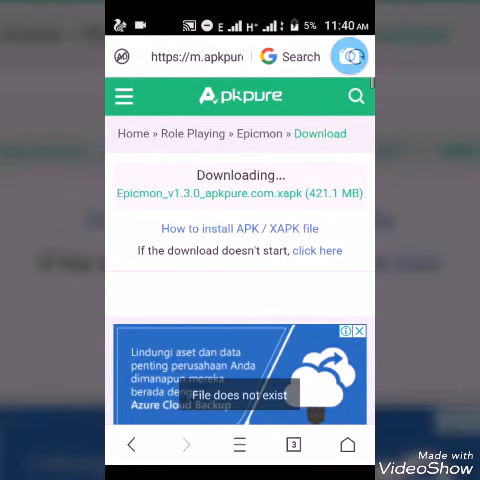 E H+ 5% 11:40 AM
https://m.apkpure Search
Apkpure
Home » Role Playing » Epicmon » Download
Downloading...
Epicmon_v1.3.0_apkpure.com.xapk (421.1 MB)
How to install APK / XAPK file
If the download doesn't start, click here
Lindungi aset dan data
penting perusahaan Anda
dimanapun mereka
berada
File does not exist
Azure Cloud Backup
3
Made with
VideoShow